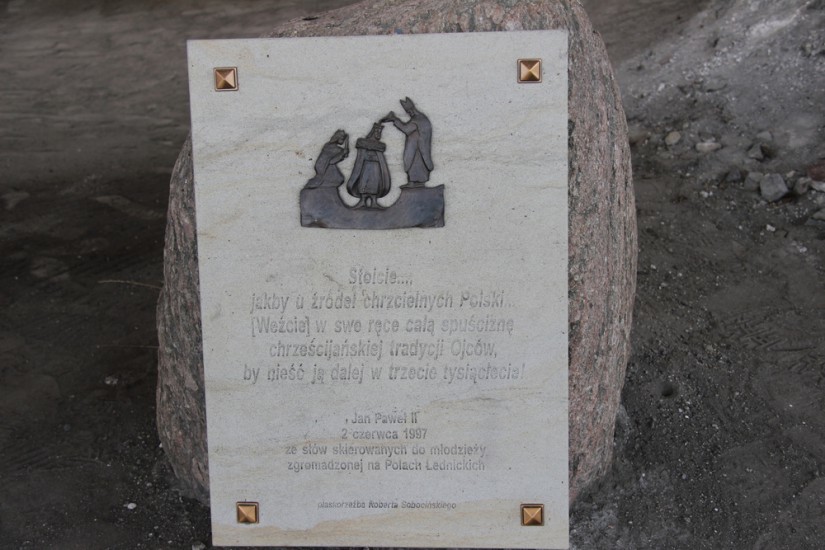 Stoicie...,
jakby u źródeł chrzcielnych Polski...
[Weźcie] w swe ręce całą spuściznę
chrześcijańskiej tradycji Ojców,
by nieść ją dalej w trzecie tysiąclecie!
Jan Paweł II
2 czerwca 1997
ze słów skierowanych do młodzieży
zgromadzonej na Polach Lednickich
płaskorzeźba Roberta Sobocińskiego